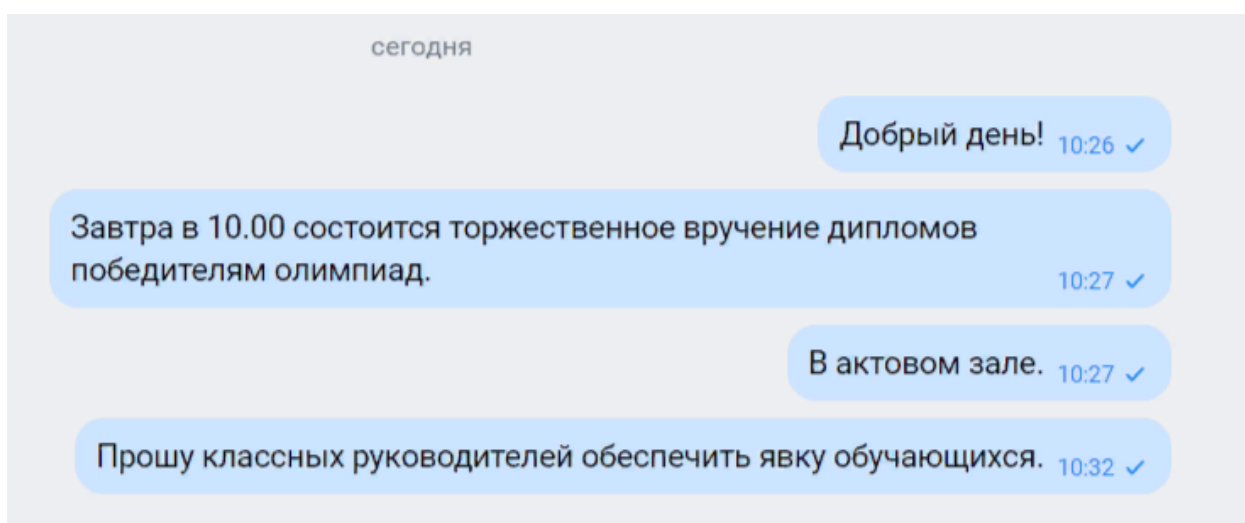 сегодня
Добрый день! 10:26
Завтра в 10.00 состоится торжественное вручение дипломов
победителям олимпиад. 10:27
В актовом зале. 10:27
Прошу классных руководителей обеспечить явку обучающихся. 10:32